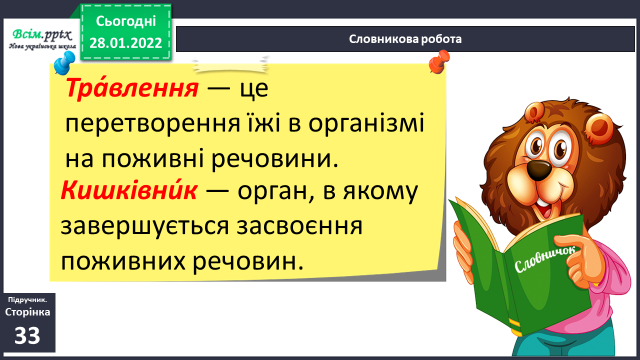 Всім.pptx
Нова українська школа
Сьогодні
28.01.2022
Словникова робота
Тра́влення — це
перетворення їжі в організмі
на поживні речовини.
Кишківни́к — орган, в якому
завершується засвоєння
поживних речовин.
Словничок
Підручник.
Сторінка
33